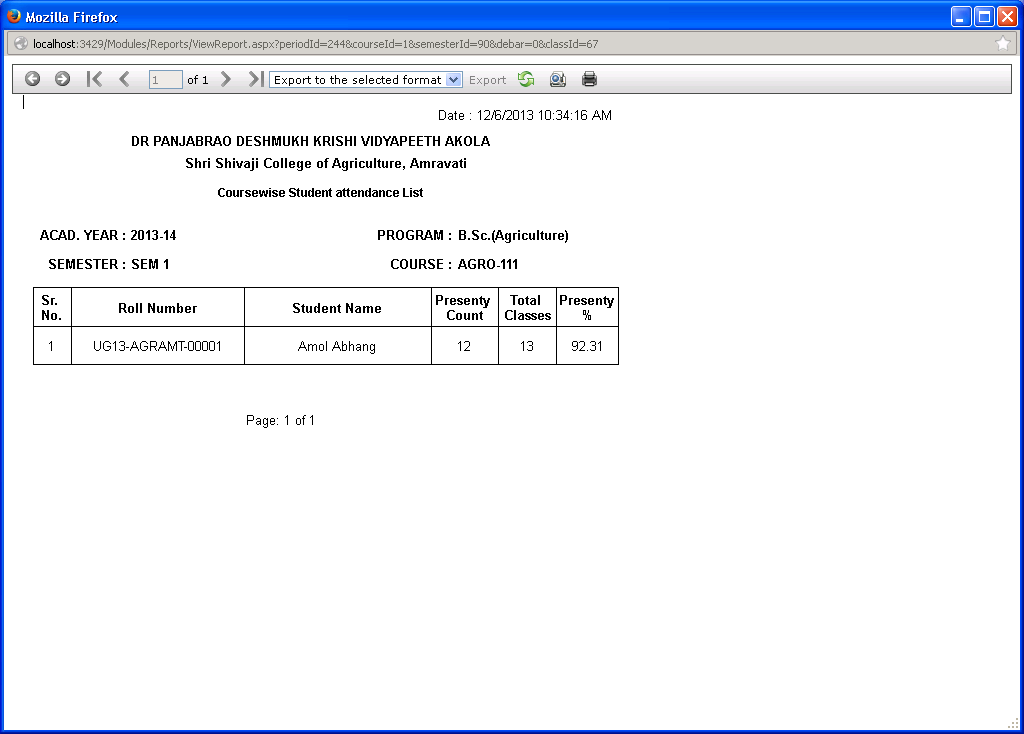 Mozilla Firefox
localhost:3429/Modules/Reports/ViewReport.aspx?periodId=244&courseId=1&semesterId=90&debar=0&classId=67
1 of 1 Export to the selected format Export
Date : 12/6/2013 10:34:16 AM
DR PANJABRAO DESHMUKH KRISHI VIDYAPEETH AKOLA
Shri Shivaji College of Agriculture, Amravati
Coursewise Student attendance List
ACAD. YEAR : 2013-14 PROGRAM : B.Sc.(Agriculture)
SEMESTER : SEM 1 COURSE : AGRO-111
Sr. No. Roll Number Student Name Presenty Count Total Classes Presenty %
1 UG13-AGRAMT-00001 Amol Abhang 12 13 92.31
Page: 1 of 1